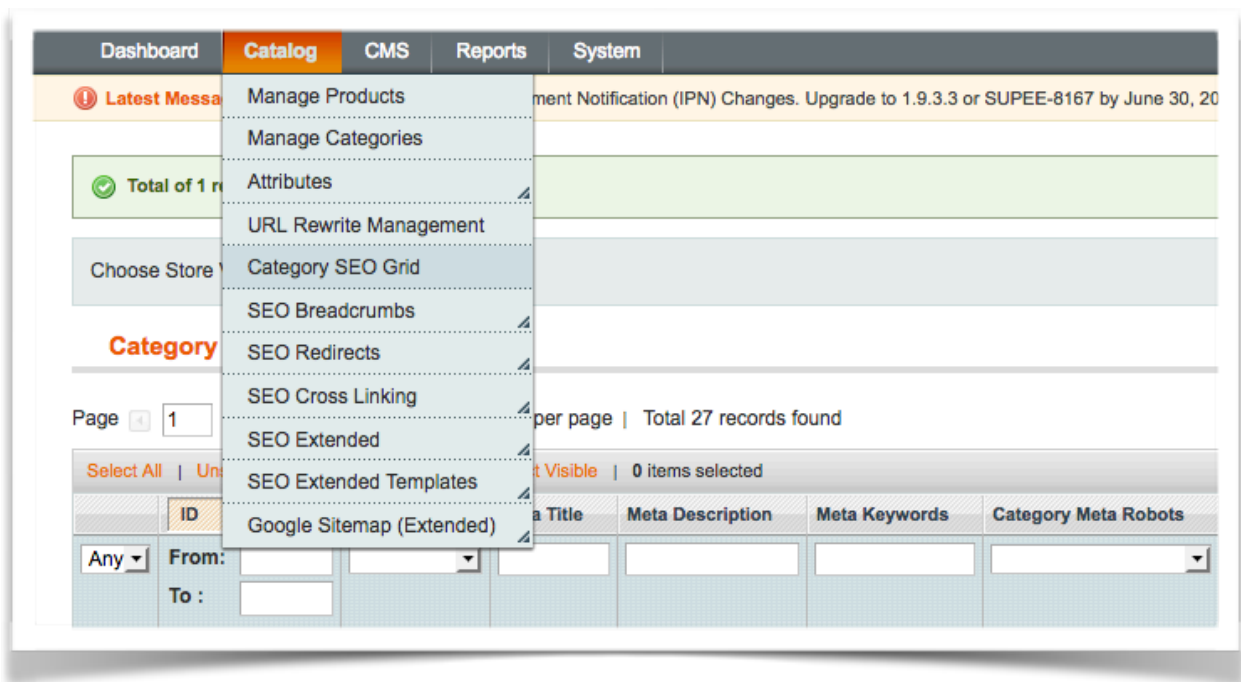 Dashboard Catalog CMS Reports System
Latest Messa
ment Notification (IPN) Changes. Upgrade to 1.9.3.3 or SUPEE-8167 by June 30, 20
Manage Products
Manage Categories
Attributes
URL Rewrite Management
Category SEO Grid
SEO Breadcrumbs
SEO Redirects
SEO Cross Linking
SEO Extended
SEO Extended Templates
Google Sitemap (Extended)
Total of 1 re
Choose Store
Category
Page 1 per page | Total 27 records found
Select All | Uns t Visible | 0 items selected
ID a Title Meta Description Meta Keywords Category Meta Robots
Any From:
To :